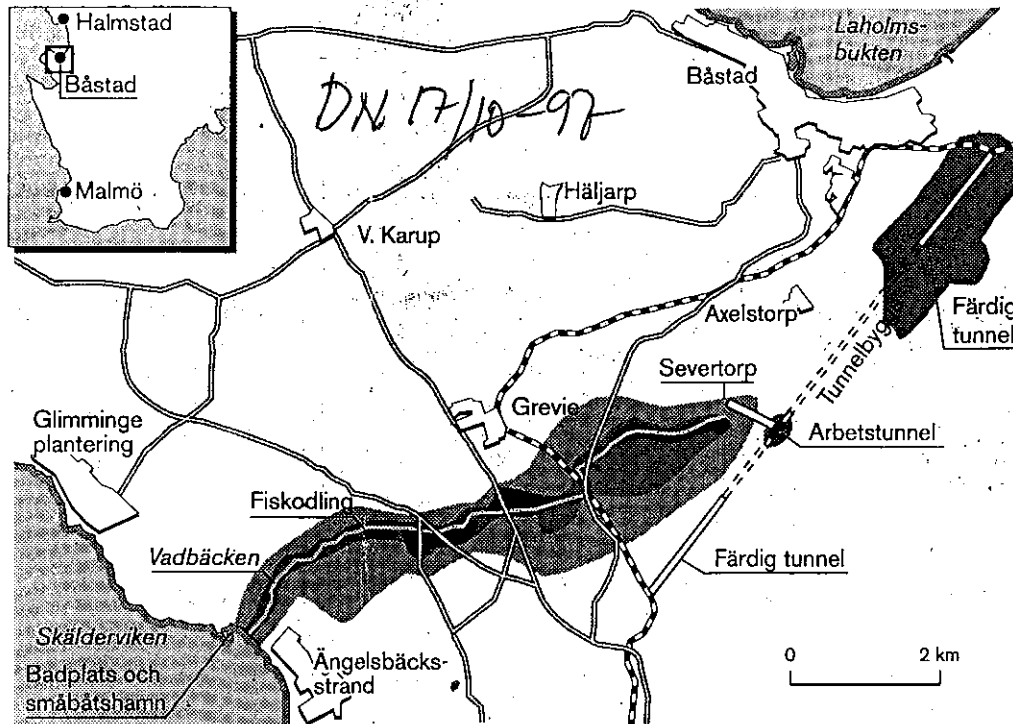 Halmstad
Båstad
Malmö
DN 17/10-97
Laholms-
bukten
Båstad
Häljarp
V. Karup
Axelstorp
Färdig
tunnel
Tunnelbyg
Severtorp
Grevie
Arbetstunnel
Glimminge
plantering
Fiskodling
Vadbäcken
Färdig tunnel
Skälderviken
Badplats och
småbåtshamn
Ängelsbäcks-
strand
0 2 km